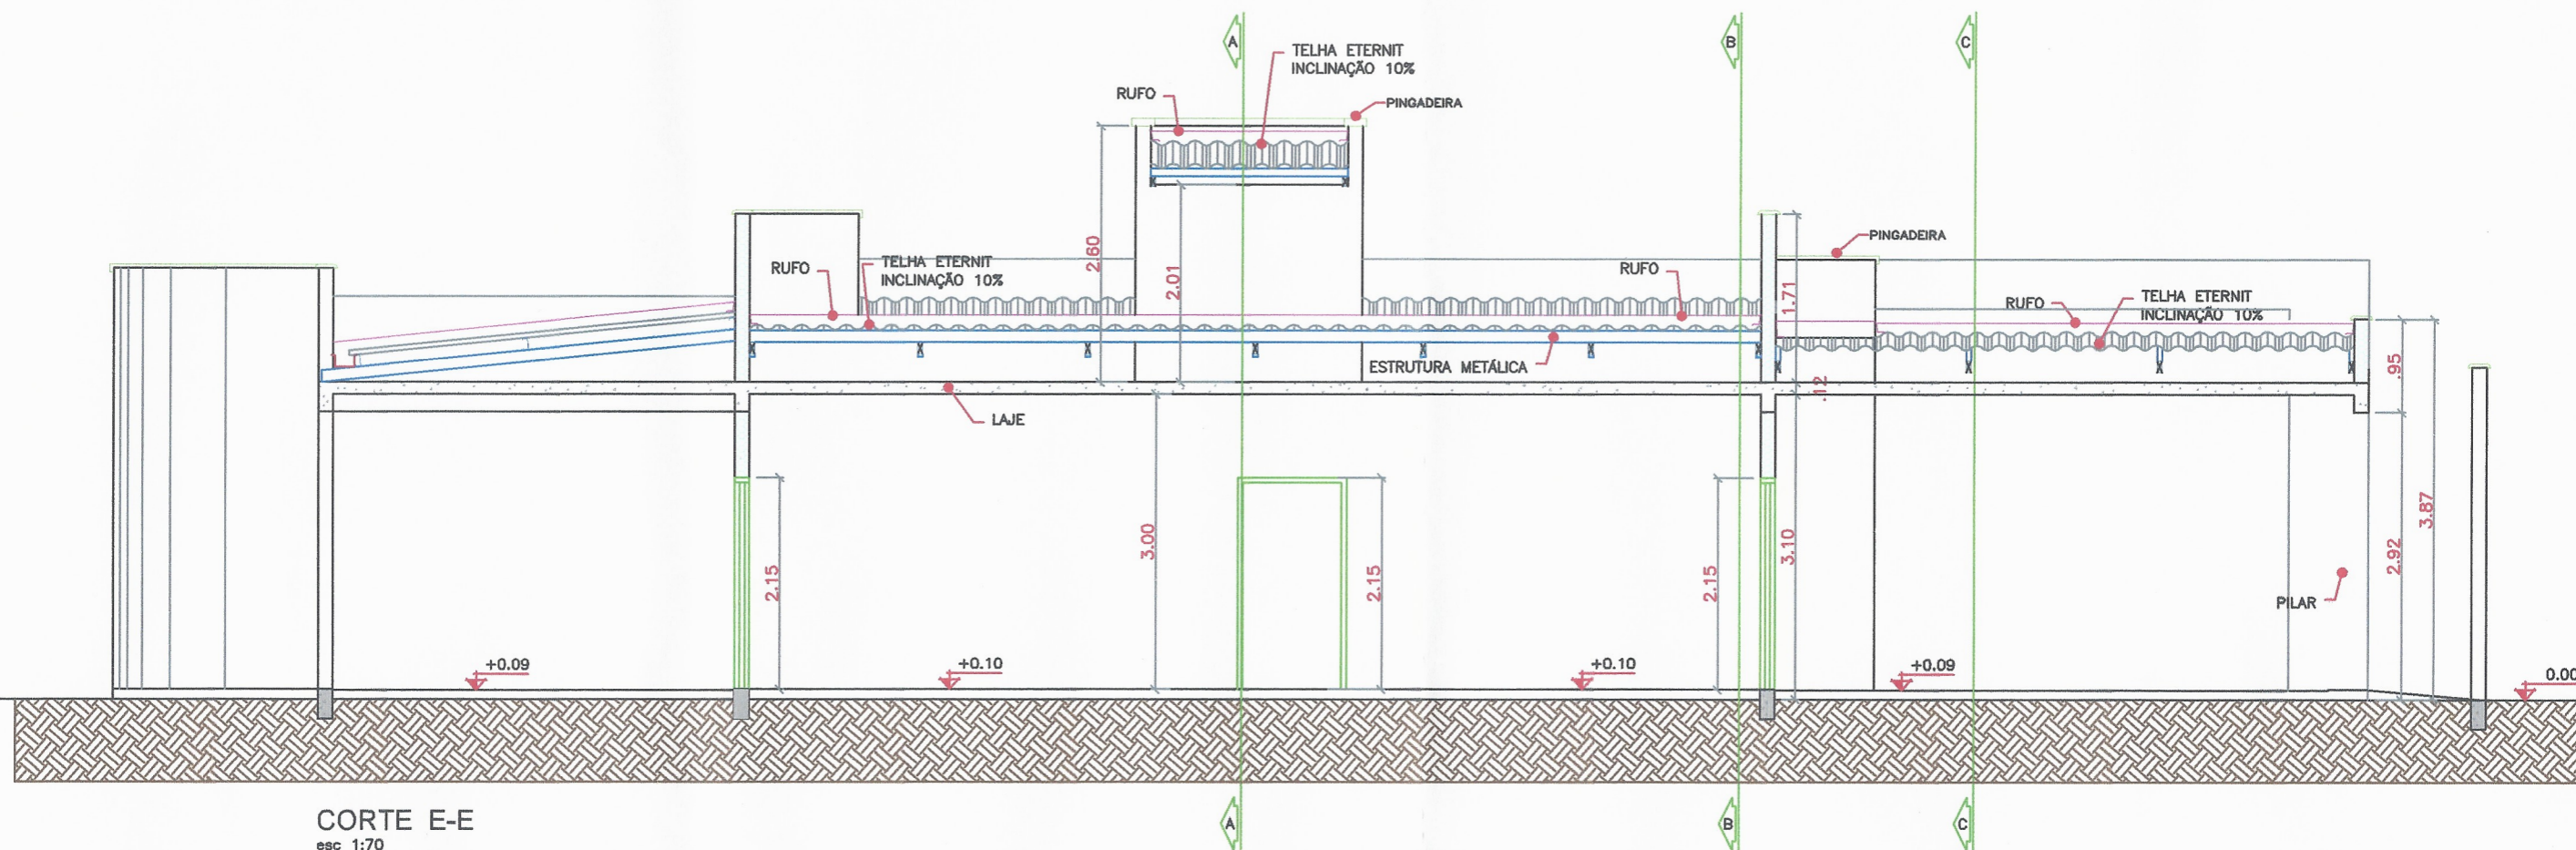 A
B
C
TELHA ETERNIT
INCLINAÇÃO 10%
RUFO
PINGADEIRA
PINGADEIRA
2.60
2.01
RUFO
TELHA ETERNIT
INCLINAÇÃO 10%
RUFO
1.71
RUFO
TELHA ETERNIT
INCLINAÇÃO 10%
ESTRUTURA METÁLICA
.12
.95
LAJE
2.15
3.00
2.15
2.15
3.10
2.92
3.87
PILAR
+0.09
+0.10
+0.10
+0.09
0.00
CORTE E-E
esc 1:70
A
B
C